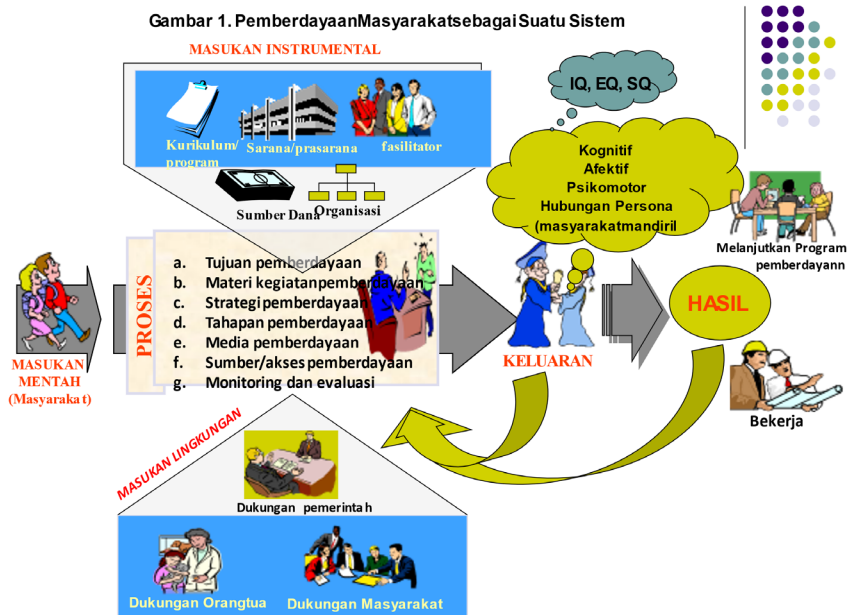 Gambar 1. PemberdayaanMasyarakatsebagaiSuatu Sistem
MASUKAN INSTRUMENTAL
Kurikulum/
program
Sarana/prasarana
fasilitator
Sumber Dana
Organisasi
IQ, EQ, SQ
Kognitif
Afektif
Psikomotor
Hubungan Persona
(masyarakatmandiril
Melanjutkan Program
pemberdayann
MASUKAN
MENTAH
(Masyarakat)
PROSES
a. Tujuan pemberdayaan
b. Materi kegiatanpemberdayaan
c. Strategi pemberdayaan
d. Tahapan pemberdayaan
e. Media pemberdayaan
f. Sumber/akses pemberdayaan
g. Monitoring dan evaluasi
KELUARAN
HASIL
Bekerja
MASUKAN LINGKUNGAN
Dukungan pemerintah
Dukungan Orangtua
Dukungan Masyarakat